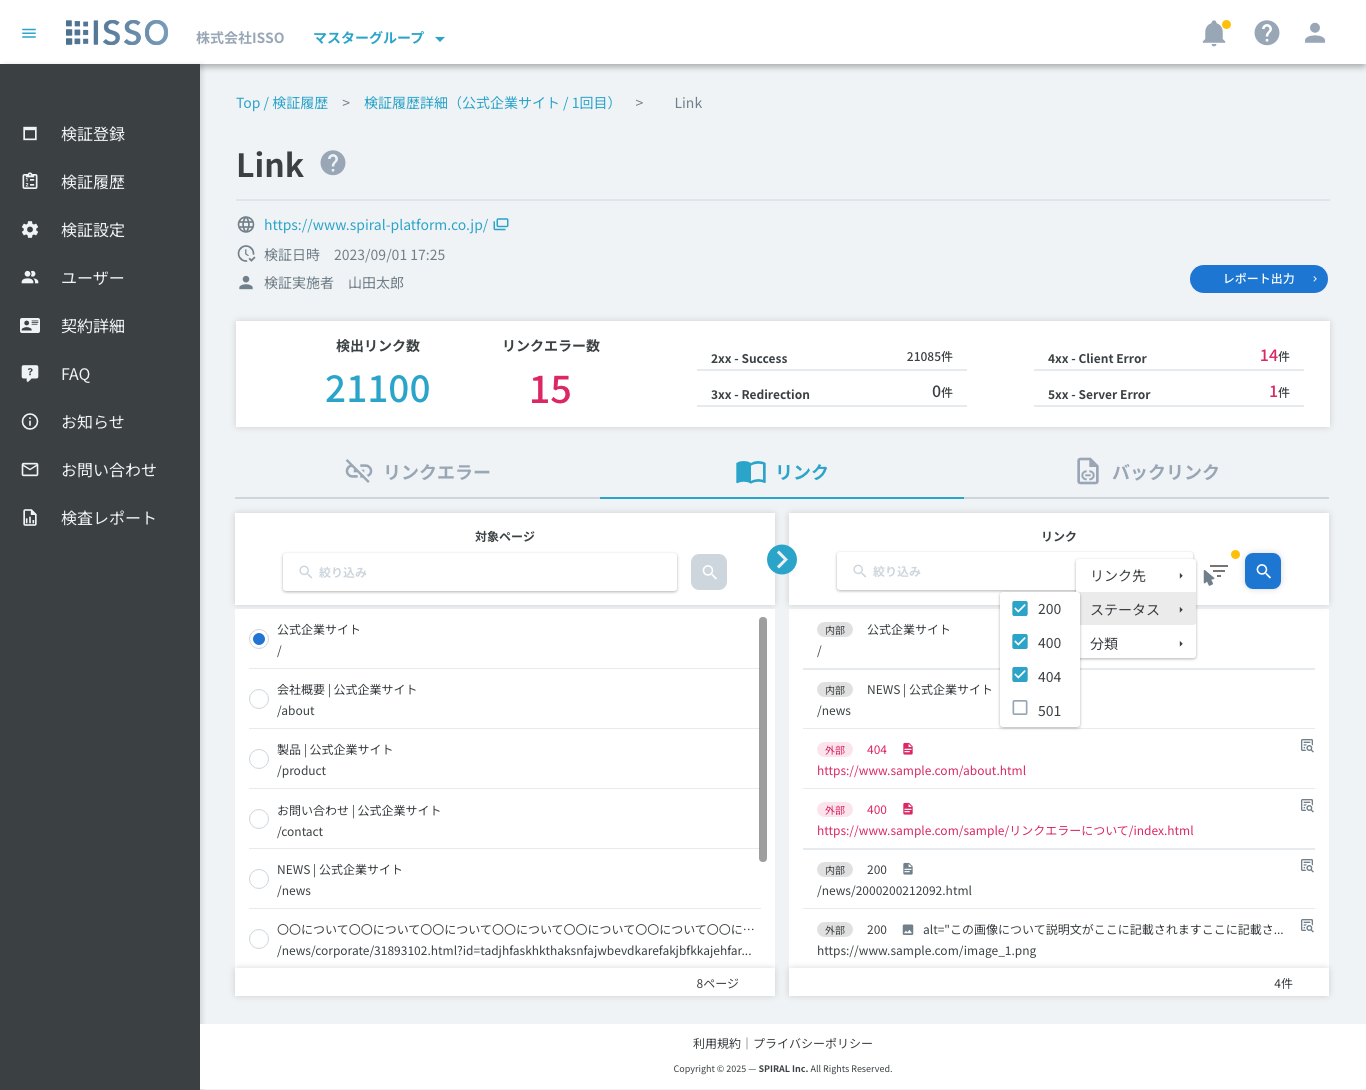 ISSO
株式会社ISSO
マスターグループ
検証登録
検証履歴
検証設定
ユーザー
契約詳細
FAQ
お知らせ
お問い合わせ
検査レポート
Top / 検証履歴 > 検証履歴詳細（公式企業サイト / 1回目） > Link
Link
https://www.spiral-platform.co.jp/
検証日時 2023/09/01 17:25
検証実施者 山田太郎
レポート出力
検出リンク数
21100
リンクエラー数
15
2xx - Success 21085件
3xx - Redirection 0件
4xx - Client Error 14件
5xx - Server Error 1件
リンクエラー
リンク
バックリンク
対象ページ
絞り込み
公式企業サイト
/
会社概要 | 公式企業サイト
/about
製品 | 公式企業サイト
/product
お問い合わせ | 公式企業サイト
/contact
NEWS | 公式企業サイト
/news
〇〇について〇〇について〇〇について〇〇について〇〇について〇〇について〇〇に…
/news/corporate/31893102.html?id=tadjhfaskhkthaksnfajwbevdkarefakjbfkkajehfar...
8ページ
リンク
絞り込み
リンク先
ステータス
分類
200
400
404
501
内部 公式企業サイト
/
内部 NEWS | 公式企業サイト
/news
外部 404
https://www.sample.com/about.html
外部 400
https://www.sample.com/sample/リンクエラーについて/index.html
内部 200
/news/2000200212092.html
外部 200 alt="この画像について説明文がここに記載されますここに記載さ...
https://www.sample.com/image_1.png
4件
利用規約｜プライバシーポリシー
Copyright © 2025 — SPIRAL Inc. All Rights Reserved.